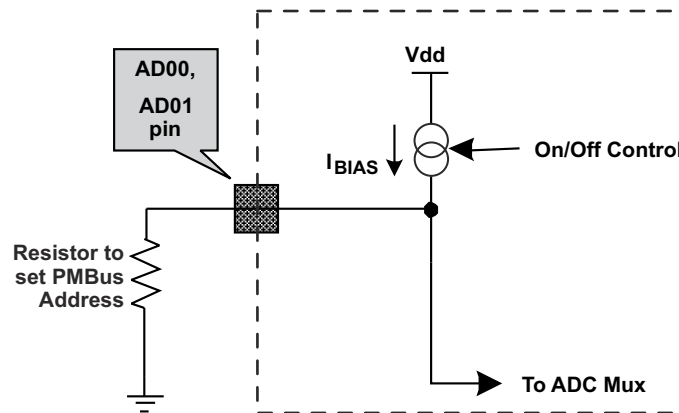 AD00,
AD01
pin
Vdd
IBIAS
On/Off Control
Resistor to
set PMBus
Address
To ADC Mux